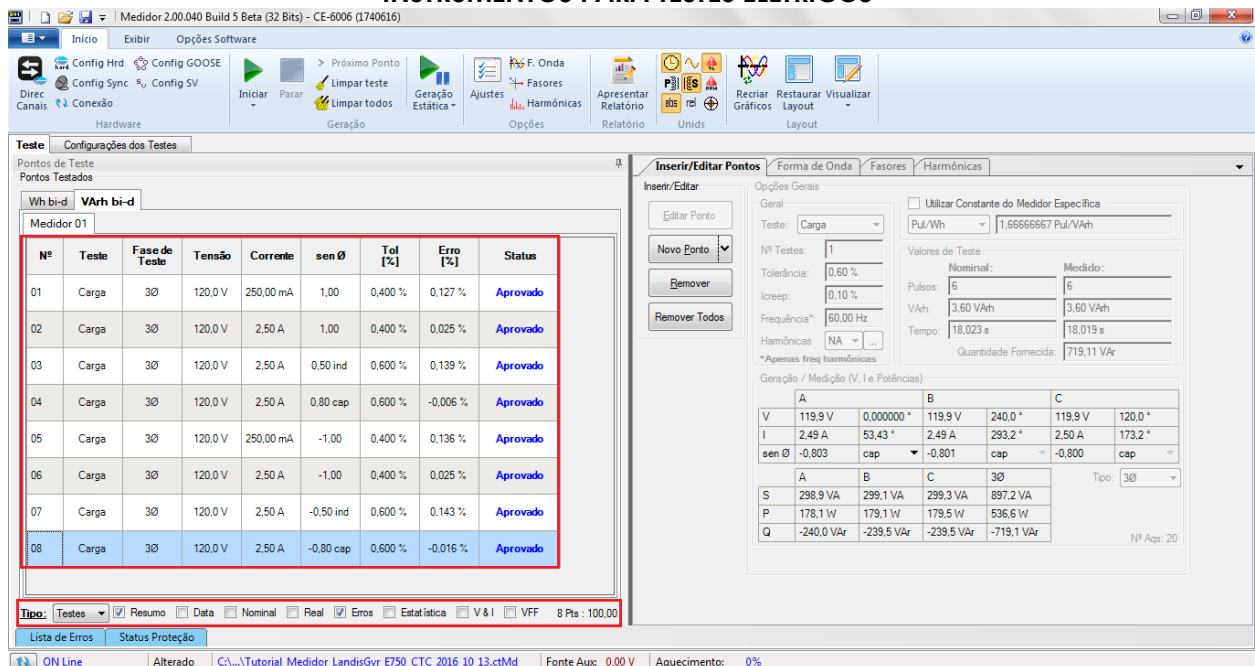 INSTRUMENTOS PARA TESTES ELÉTRICOS
Medidor 2.00.040 Build 5 Beta (32 Bits) - CE-6006 (1740616)
Início Exibir Opções Software
Direc Canais
Config Hrd Config GOOSE
Config Sync Config SV
Conexão
Hardware
Iniciar Parar
Próximo Ponto
Limpar teste
Limpar todos
Geração Estática
Geração
Ajustes
F. Onda
Fasores
Harmônicas
Opções
Apresentar Relatório
Relatório
abs rel
Unids
Recriar Gráficos
Restaurar Layout
Visualizar
Layout
Teste Configurações dos Testes
Pontos de Teste
Pontos Testados
Wh bi-d VArh bi-d
Medidor 01
Nº Teste Fase de Teste Tensão Corrente sen Ø Tol [%] Erro [%] Status
01 Carga 3Ø 120,0 V 250,00 mA 1,00 0,400 % 0,127 % Aprovado
02 Carga 3Ø 120,0 V 2,50 A 1,00 0,400 % 0,025 % Aprovado
03 Carga 3Ø 120,0 V 2,50 A 0,50 ind 0,600 % 0,139 % Aprovado
04 Carga 3Ø 120,0 V 2,50 A 0,80 cap 0,600 % -0,006 % Aprovado
05 Carga 3Ø 120,0 V 250,00 mA -1,00 0,400 % 0,136 % Aprovado
06 Carga 3Ø 120,0 V 2,50 A -1,00 0,400 % 0,025 % Aprovado
07 Carga 3Ø 120,0 V 2,50 A -0,50 ind 0,600 % 0,143 % Aprovado
08 Carga 3Ø 120,0 V 2,50 A -0,80 cap 0,600 % -0,016 % Aprovado
Tipo: Testes Resumo Data Nominal Real Erros Estatística V & I VFF 8 Pts : 100,00
Lista de Erros Status Proteção
Inserir/Editar Pontos Forma de Onda Fasores Harmônicas
Inserir/Editar
Editar Ponto
Novo Ponto
Remover
Remover Todos
Opções Gerais
Geral
Teste: Carga
Nº Testes: 1
Tolerância: 0,60 %
Icreep: 0,10 %
Frequência*: 60,00 Hz
Harmônicas NA ...
*Apenas freq harmônicas
Utilizar Constante do Medidor Específica
Pul/Wh 1,66666667 Pul/VArh
Valores de Teste
Nominal: Medido:
Pulsos: 6 6
VArh: 3,60 VArh 3,60 VArh
Tempo: 18,023 s 18,019 s
Quantidade Fornecida: 719,11 VAr
Geração / Medição (V, I e Potências)
A B C
V 119,9 V 0,000000 ° 119,9 V 240,0 ° 119,9 V 120,0 °
I 2,49 A 53,43 ° 2,49 A 293,2 ° 2,50 A 173,2 °
sen Ø -0,803 cap -0,801 cap -0,800 cap
A B C 3Ø Tipo: 3Ø
S 298,9 VA 299,1 VA 299,3 VA 897,2 VA
P 178,1 W 179,1 W 179,5 W 536,6 W
Q -240,0 VAr -239,5 VAr -239,5 VAr -719,1 VAr
Nº Aqs: 20
ON Line Alterado C:\...\Tutorial Medidor LandisGyr E750 CTC 2016 10 13.ctMd Fonte Aux: 0.00 V Aquecimento: 0%